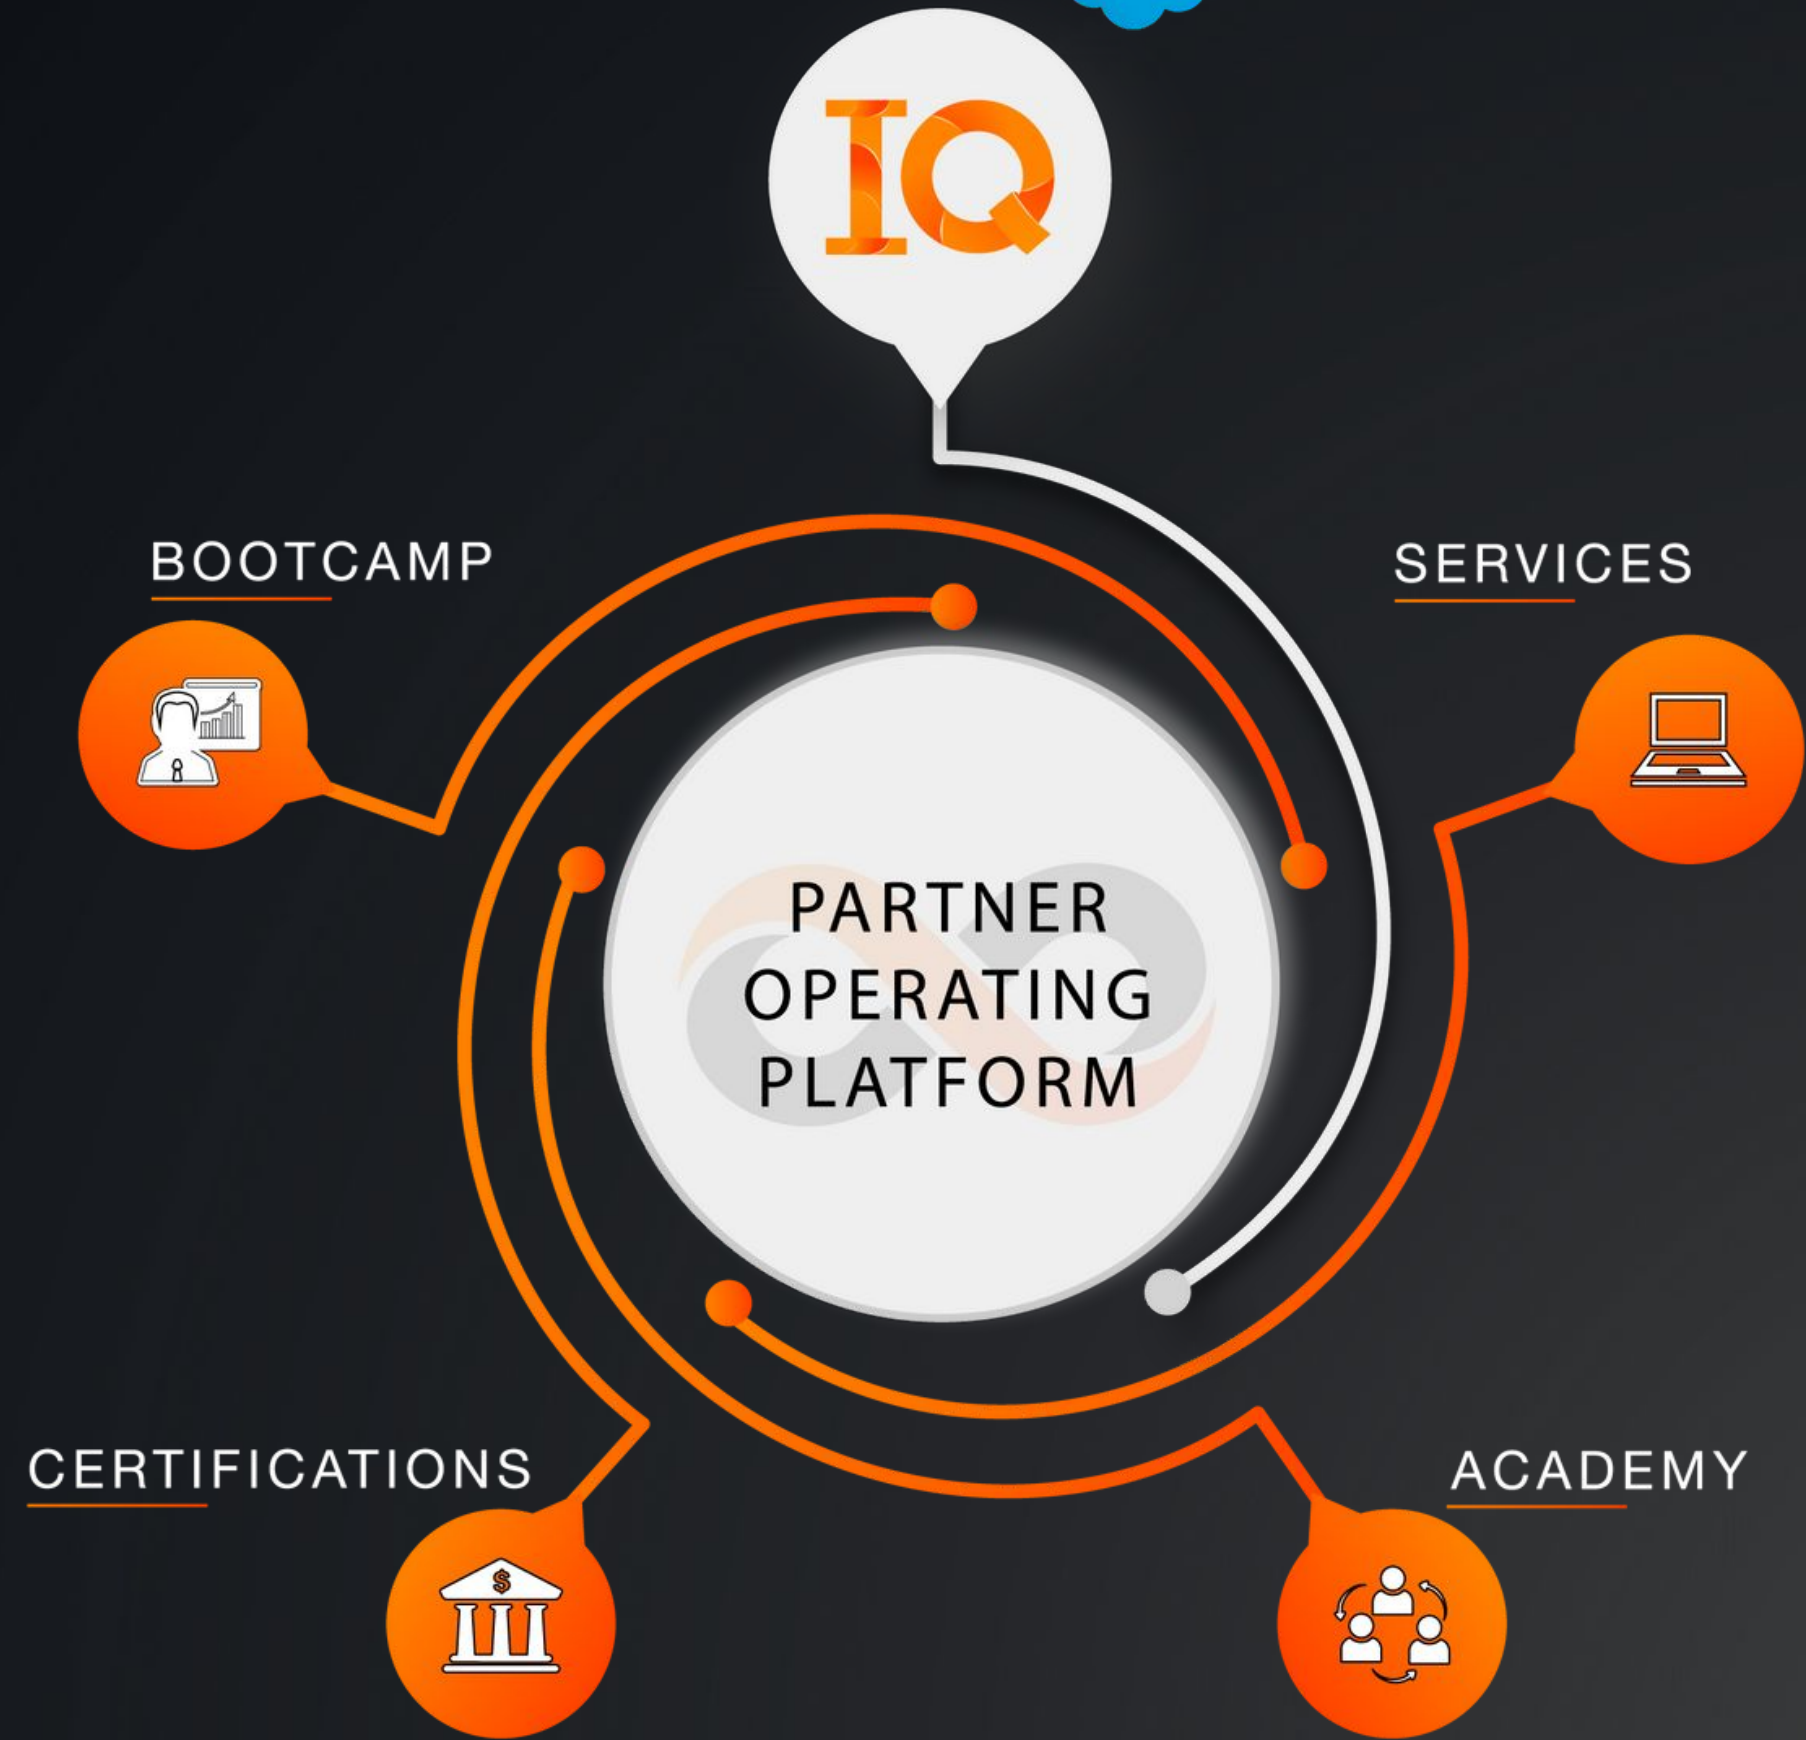 IQ
BOOTCAMP
SERVICES
PARTNER
OPERATING
PLATFORM
CERTIFICATIONS
$
ACADEMY